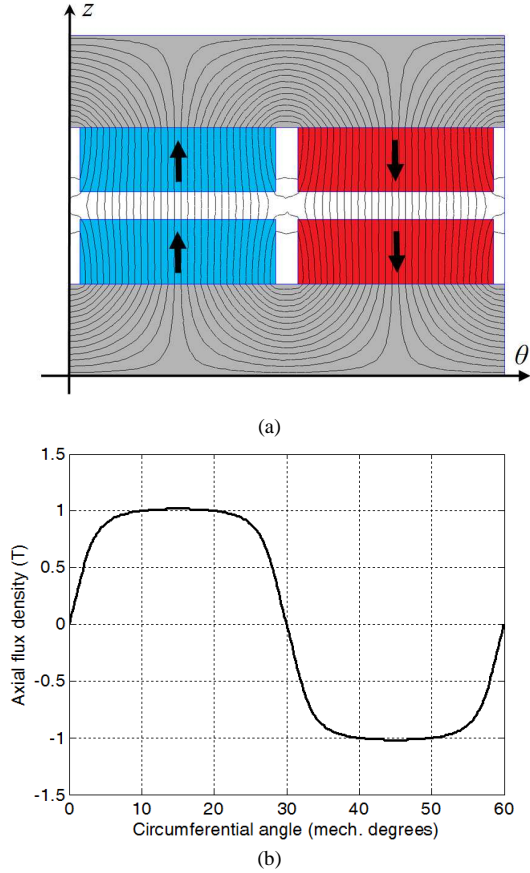 z
θ
(a)
1.5
1
0.5
0
-0.5
-1
-1.5
Axial flux density (T)
0 10 20 30 40 50 60
Circumferential angle (mech. degrees)
(b)